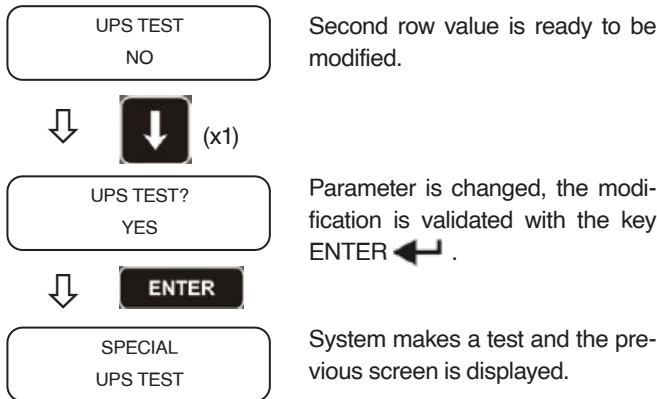 UPS TEST
NO
Second row value is ready to be
modified.
(x1)
UPS TEST?
YES
Parameter is changed, the modi-
fication is validated with the key
ENTER .
ENTER
SPECIAL
UPS TEST
System makes a test and the pre-
vious screen is displayed.